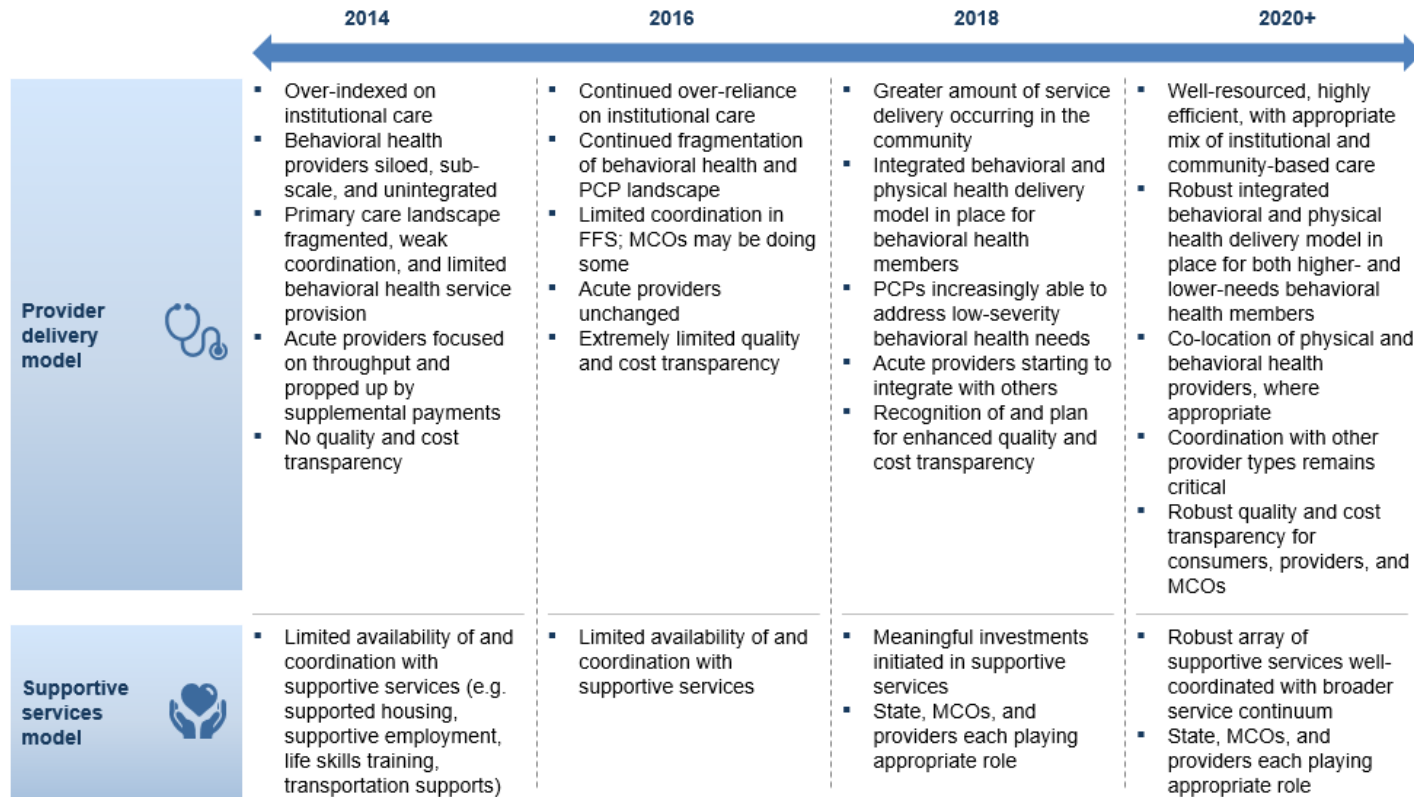 2014
2016
2018
2020+
Provider
delivery
model
▪ Over-indexed on
institutional care
▪ Behavioral health
providers siloed, sub-
scale, and unintegrated
▪ Primary care landscape
fragmented, weak
coordination, and limited
behavioral health service
provision
▪ Acute providers focused
on throughput and
propped up by
supplemental payments
▪ No quality and cost
transparency
▪ Continued over-reliance
on institutional care
▪ Continued fragmentation
of behavioral health and
PCP landscape
▪ Limited coordination in
FFS; MCOs may be doing
some
▪ Acute providers
unchanged
▪ Extremely limited quality
and cost transparency
▪ Greater amount of service
delivery occurring in the
community
▪ Integrated behavioral and
physical health delivery
model in place for
behavioral health
members
▪ PCPs increasingly able to
address low-severity
behavioral health needs
▪ Acute providers starting to
integrate with others
▪ Recognition of and plan
for enhanced quality and
cost transparency
▪ Well-resourced, highly
efficient, with appropriate
mix of institutional and
community-based care
▪ Robust integrated
behavioral and physical
health delivery model in
place for both higher- and
lower-needs behavioral
health members
▪ Co-location of physical and
behavioral health
providers, where
appropriate
▪ Coordination with other
provider types remains
critical
▪ Robust quality and cost
transparency for
consumers, providers, and
MCOs
Supportive
services
model
▪ Limited availability of and
coordination with
supportive services (e.g.
supported housing,
supportive employment,
life skills training,
transportation supports)
▪ Limited availability of and
coordination with
supportive services
▪ Meaningful investments
initiated in supportive
services
▪ State, MCOs, and
providers each playing
appropriate role
▪ Robust array of
supportive services well-
coordinated with broader
service continuum
▪ State, MCOs, and
providers each playing
appropriate role